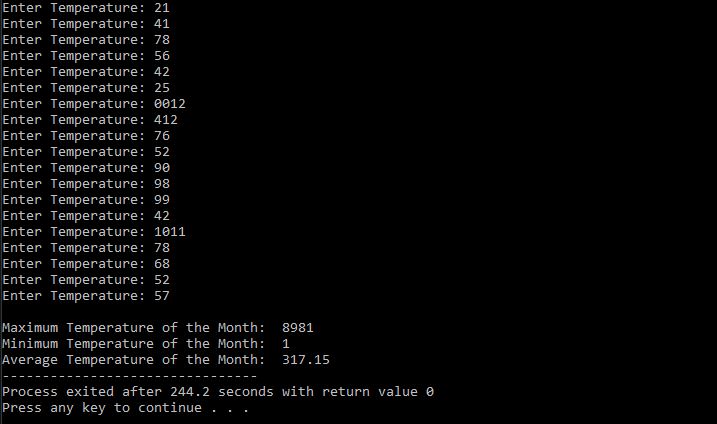 Enter Temperature: 21
Enter Temperature: 41
Enter Temperature: 78
Enter Temperature: 56
Enter Temperature: 42
Enter Temperature: 25
Enter Temperature: 0012
Enter Temperature: 412
Enter Temperature: 76
Enter Temperature: 52
Enter Temperature: 90
Enter Temperature: 98
Enter Temperature: 99
Enter Temperature: 42
Enter Temperature: 1011
Enter Temperature: 78
Enter Temperature: 68
Enter Temperature: 52
Enter Temperature: 57
Maximum Temperature of the Month:  8981
Minimum Temperature of the Month:  1
Average Temperature of the Month:  317.15
--------------------------------
Process exited after 244.2 seconds with return value 0
Press any key to continue . . .